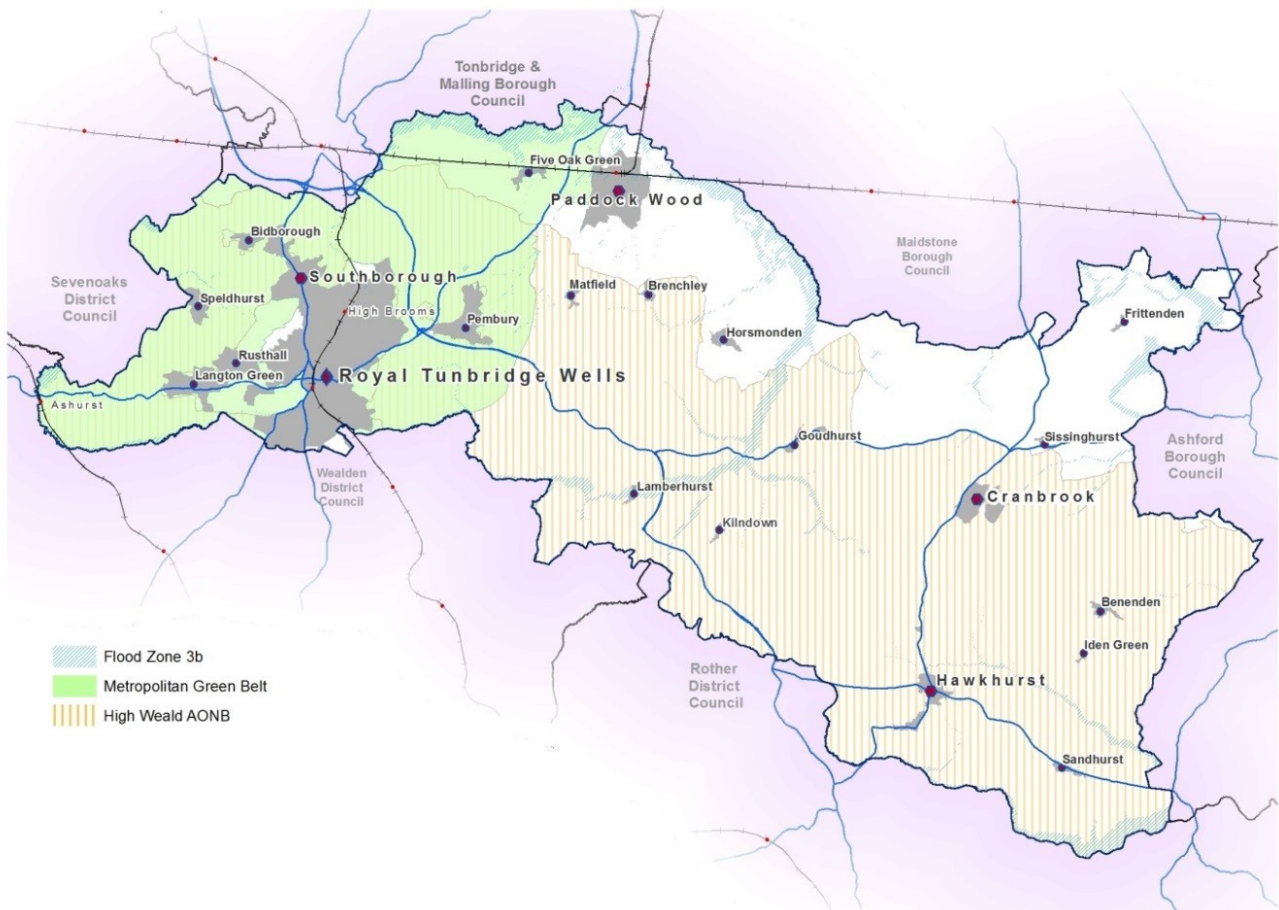 Tonbridge &
Malling Borough
Council
Five Oak Green
Paddock Wood
Bidborough
Maidstone
Borough
Council
Sevenoaks
District
Council
Southborough
Speldhurst
Matfield
Brenchley
High Brooms
Pembury
Frittenden
Horsmonden
Rusthall
Langton Green
Royal Tunbridge Wells
Ashurst
Goudhurst
Sissinghurst
Ashford
Borough
Council
Wealden
District
Council
Lamberhurst
Cranbrook
Kilndown
Benenden
Iden Green
Flood Zone 3b
Metropolitan Green Belt
High Weald AONB
Rother
District
Council
Hawkhurst
Sandhurst